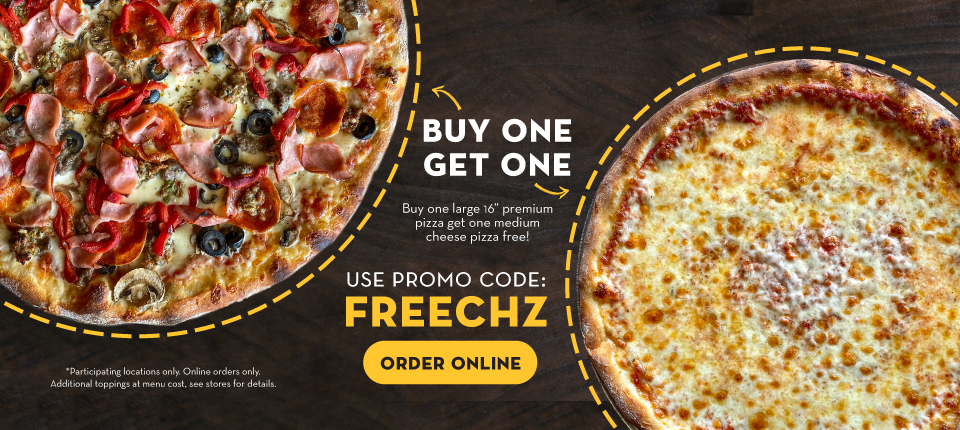 BUY ONE
GET ONE
Buy one large 16" premium
pizza get one medium
cheese pizza free!
USE PROMO CODE:
FREECHZ
ORDER ONLINE
*Participating locations only. Online orders only.
Additional toppings at menu cost, see stores for details.